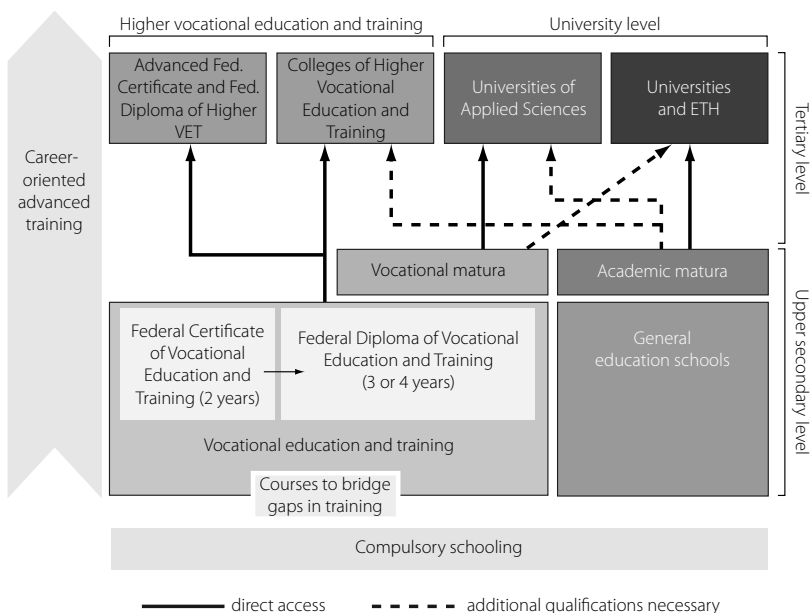 Higher vocational education and training
University level
Advanced Fed.
Certificate and Fed.
Diploma of Higher
VET
Colleges of Higher
Vocational
Education and
Training
Universities of
Applied Sciences
Universities
and ETH
Tertiary level
Career-
oriented
advanced
training
Vocational matura
Academic matura
Upper secondary level
Federal Certificate
of Vocational
Education and
Training (2 years)
Federal Diploma of Vocational
Education and Training
(3 or 4 years)
General
education schools
Vocational education and training
Courses to bridge
gaps in training
Compulsory schooling
direct access
additional qualifications necessary